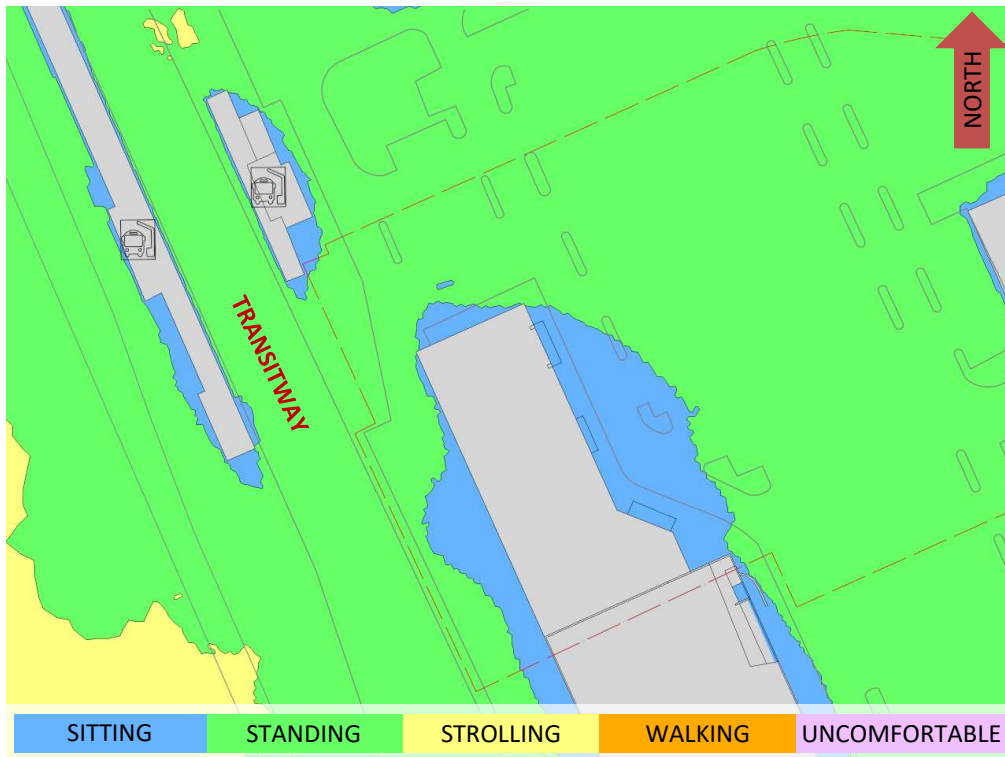 NORTH
TRANSITWAY
SITTING
STANDING
STROLLING
WALKING
UNCOMFORTABLE